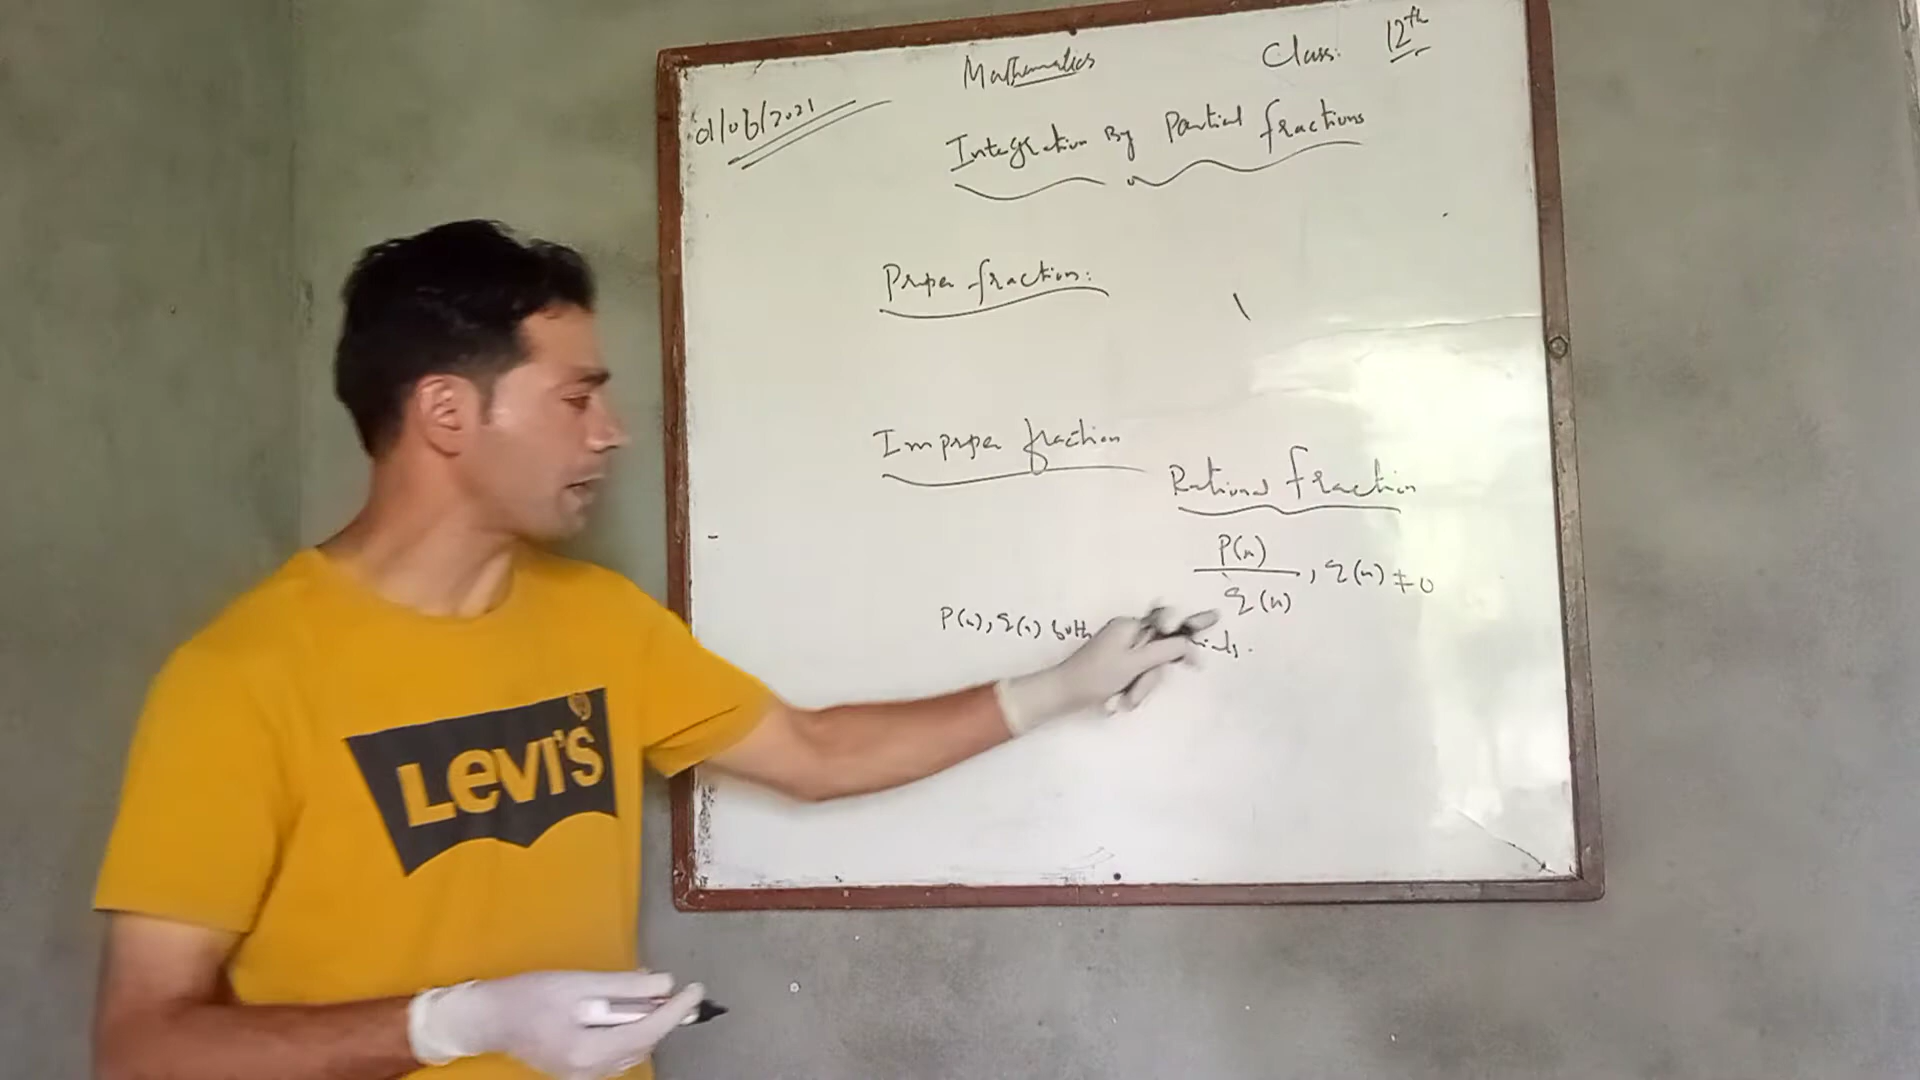 Mathematics
Class: 12th
01/06/2021
Integration By Partial fractions
Proper fraction:
Improper fraction
Rational fraction
P(x)
q(x)
, q(x) ≠ 0
P(x), q(x) both
LEVI'S
®